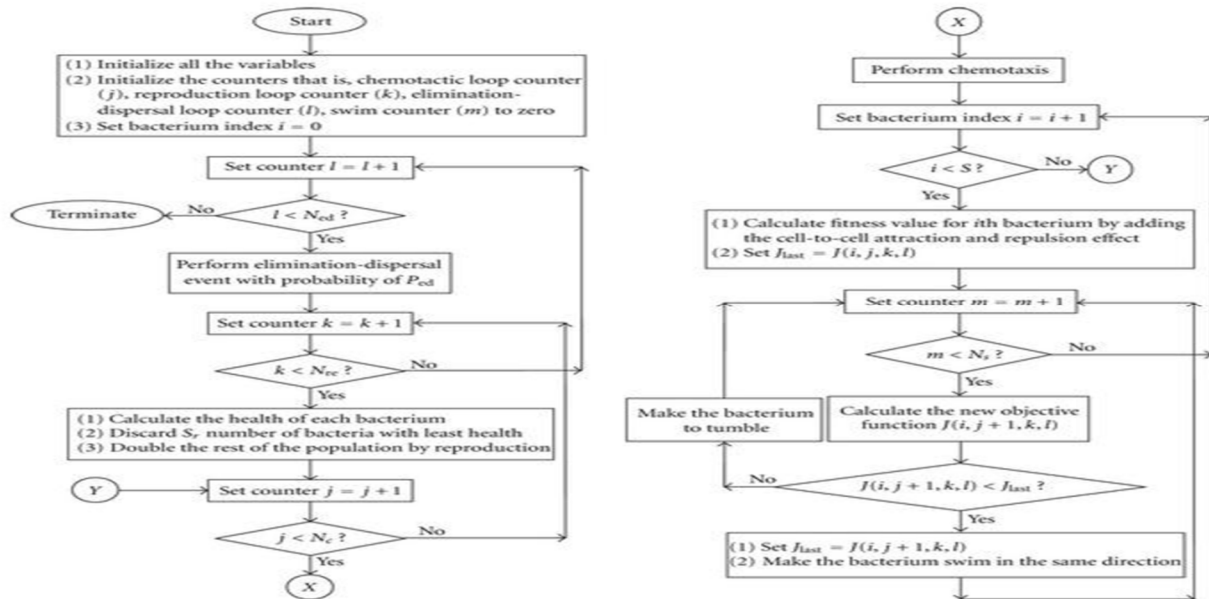 Start
(1) Initialize all the variables
(2) Initialize the counters that is, chemotactic loop counter
(j), reproduction loop counter (k), elimination-
dispersal loop counter (l), swim counter (m) to zero
(3) Set bacterium index i = 0
Set counter l = l + 1
l < Ned ?
No
Terminate
Yes
Perform elimination-dispersal
event with probability of Ped
Set counter k = k + 1
k < Nre ?
No
Yes
(1) Calculate the health of each bacterium
(2) Discard Sr number of bacteria with least health
(3) Double the rest of the population by reproduction
Y
Set counter j = j + 1
j < Nc ?
No
Yes
X
X
Perform chemotaxis
Set bacterium index i = i + 1
i < S ?
No
Y
Yes
(1) Calculate fitness value for ith bacterium by adding
the cell-to-cell attraction and repulsion effect
(2) Set Jlast = J(i, j, k, l)
Set counter m = m + 1
m < Ns ?
No
Yes
Make the bacterium
to tumble
Calculate the new objective
function J(i, j + 1, k, l)
No
J(i, j + 1, k, l) < Jlast ?
Yes
(1) Set Jlast = J(i, j + 1, k, l)
(2) Make the bacterium swim in the same direction